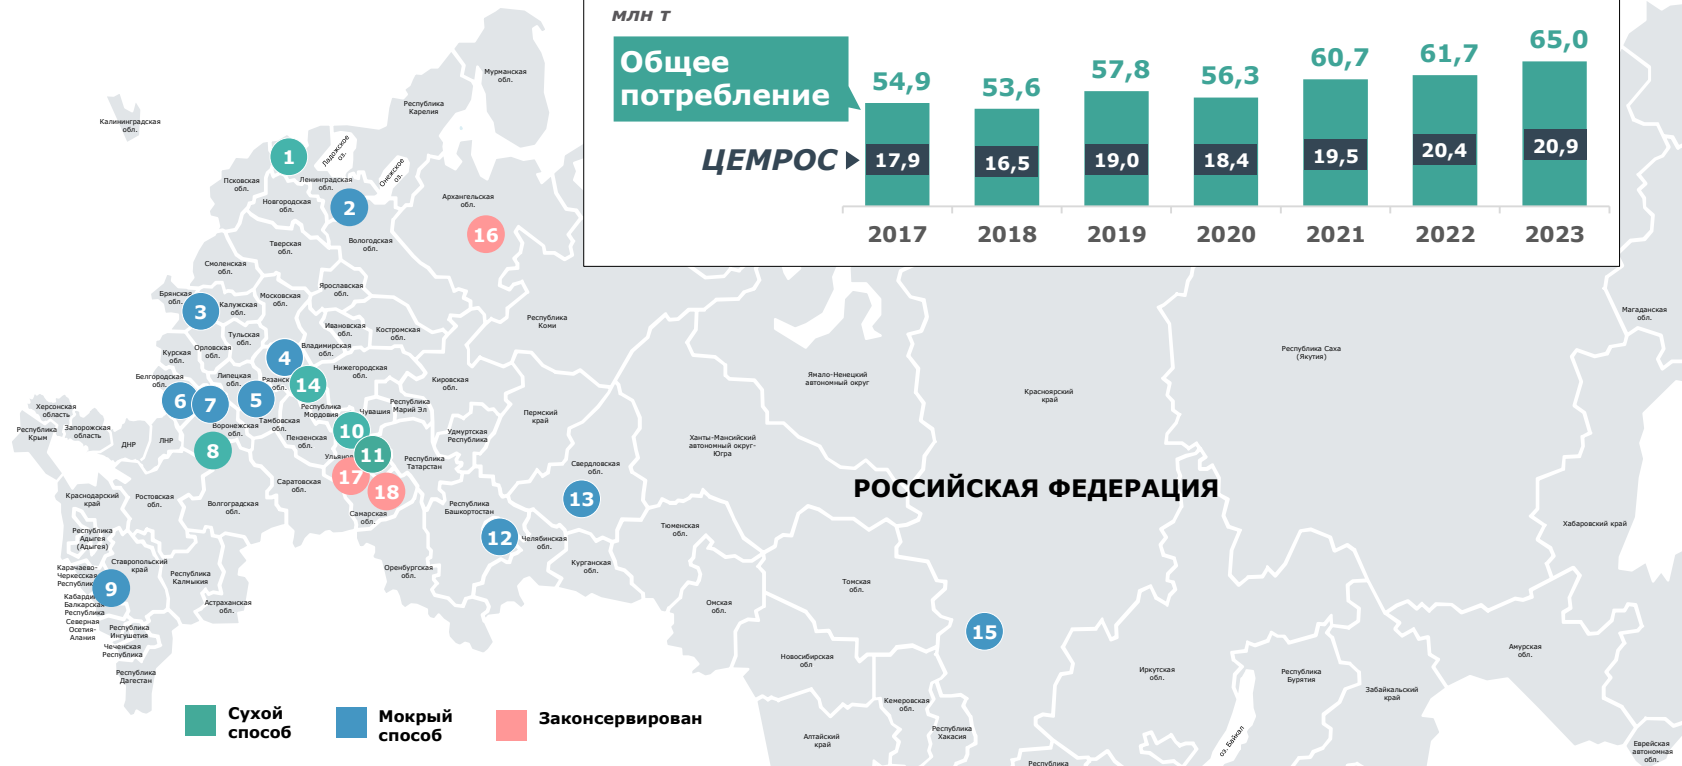 млн т
Общее
потребление
ЦЕМРОС
54,9
53,6
57,8
56,3
60,7
61,7
65,0
17,9
16,5
19,0
18,4
19,5
20,4
20,9
2017
2018
2019
2020
2021
2022
2023
Мурманская
обл.
Республика
Карелия
Калининградская
обл.
Ладожское
оз.
Онежское
оз.
1
Псковская
обл.
Ленинградская
обл.
Новгородская
обл.
2
Архангельская
обл.
16
Тверская
обл.
Вологодская
обл.
Смоленская
обл.
Ярославская
обл.
Брянская
обл.
3
Калужская
обл.
Московская
обл.
Республика
Коми
Магаданская
обл.
Ивановская
обл.
Костромская
обл.
Тульская
обл.
Орловская
обл.
Владимирская
обл.
Курская
обл.
4
Республика Саха
(Якутия)
Нижегородская
обл.
Белгородская
обл.
Липецкая
обл.
обл.
14
Кировская
обл.
Ямало-Ненецкий
автономный округ
Красноярский
край
6
7
5
Херсонская
область
Республика
Мордовия
Чувашия
Республика
Марий Эл
Пермский
край
Республика
Крым
Запорожская
область
ДНР
ЛНР
Воронежская
обл.
Тамбовская
обл.
Пензенская
обл.
10
Удмуртская
Республика
Ханты-Мансийский
автономный округ-
Югра
8
11
Республика
Татарстан
Свердловская
обл.
17
18
Саратовская
обл.
РОССИЙСКАЯ ФЕДЕРАЦИЯ
Краснодарский
край
Ростовская
обл.
Волгоградская
обл.
Самарская
обл.
Республика
Башкортостан
13
Хабаровский край
Республика
Адыгея
(Адыгея)
12
Челябинская
обл.
Тюменская
обл.
Ставропольский
край
Карачаево-
Черкесская
Республика
Республика
Калмыкия
Оренбургская
обл.
Курганская
обл.
Томская
обл.
9
Балкарская
Республика
Астраханская
обл.
Омская
обл.
Северная
Осетия-
Алания
Республика
Ингушетия
15
Чеченская
Республика
Новосибирская
обл
Иркутская
обл.
Амурская
обл.
Республика
Дагестан
Республика
Бурятия
Забайкальский
край
Кемеровская
обл.
Республика
Хакасия
Алтайский
край
оз. Байкал
Еврейская
автономная
обл.
Республика
Сухой
способ
Мокрый
способ
Законсервирован